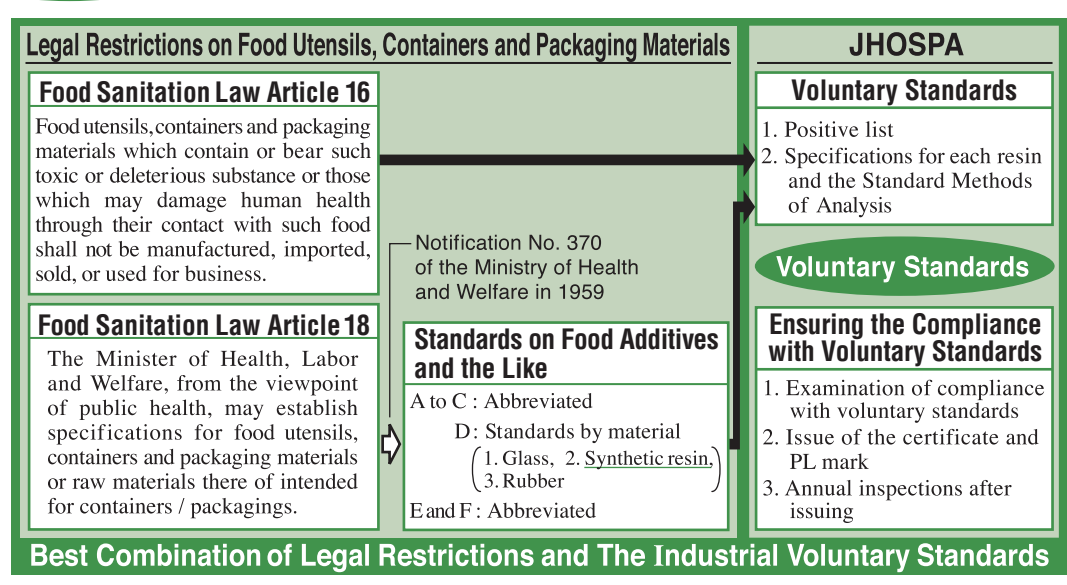 Legal Restrictions on Food Utensils, Containers and Packaging Materials
Food Sanitation Law Article 16
Food utensils, containers and packaging
materials which contain or bear such
toxic or deleterious substance or those
which may damage human health
through their contact with such food
shall not be manufactured, imported,
sold, or used for business.
Food Sanitation Law Article 18
The Minister of Health, Labor
and Welfare, from the viewpoint
of public health, may establish
specifications for food utensils,
containers and packaging materials
or raw materials there of intended
for containers / packagings.
Notification No. 370
of the Ministry of Health
and Welfare in 1959
Standards on Food Additives
and the Like
A to C : Abbreviated
D : Standards by material
(1. Glass, 2. Synthetic resin,
3. Rubber)
E and F : Abbreviated
JHOSPA
Voluntary Standards
1. Positive list
2. Specifications for each resin
and the Standard Methods
of Analysis
Voluntary Standards
Ensuring the Compliance
with Voluntary Standards
1. Examination of compliance
with voluntary standards
2. Issue of the certificate and
PL mark
3. Annual inspections after
issuing
Best Combination of Legal Restrictions and The Industrial Voluntary Standards